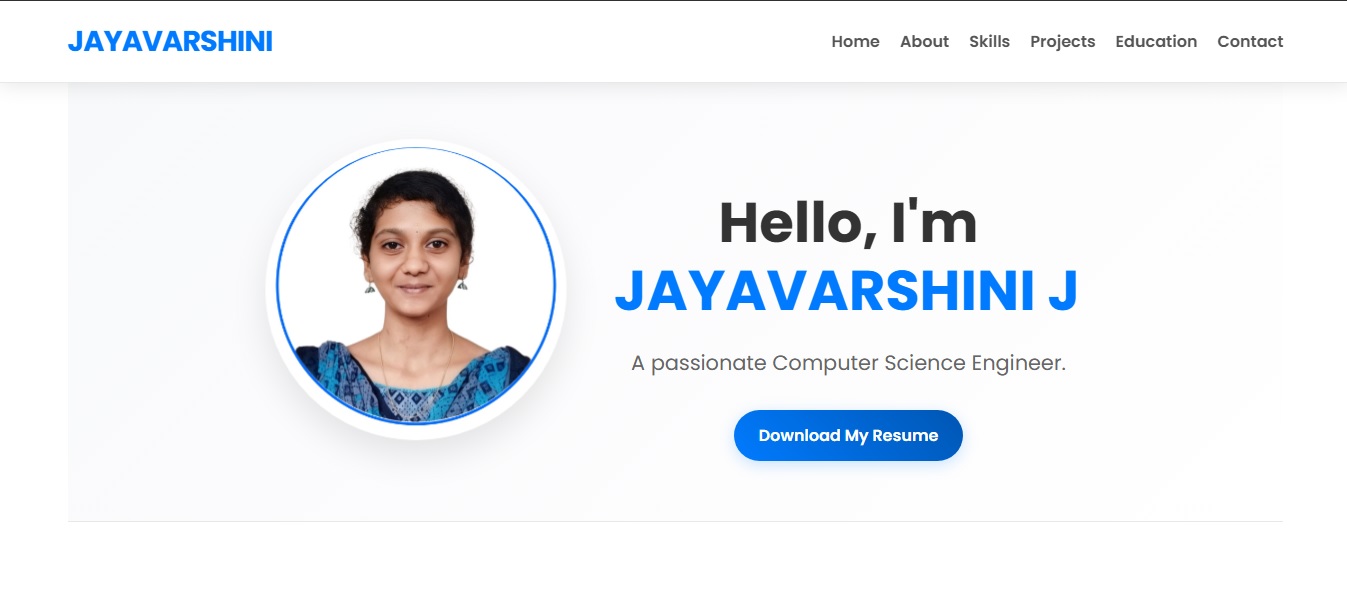 JAYAVARSHINI
Home About Skills Projects Education Contact
Hello, I'm
JAYAVARSHINI J
A passionate Computer Science Engineer.
Download My Resume